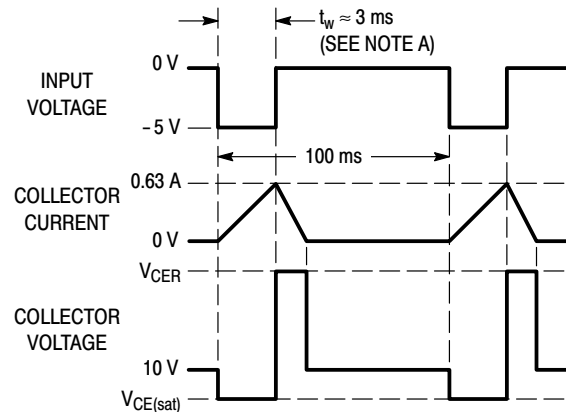 t_w ≈ 3 ms
(SEE NOTE A)
0 V
INPUT
VOLTAGE
-5 V
100 ms
0.63 A
COLLECTOR
CURRENT
0 V
V_CER
COLLECTOR
VOLTAGE
10 V
V_CE(sat)